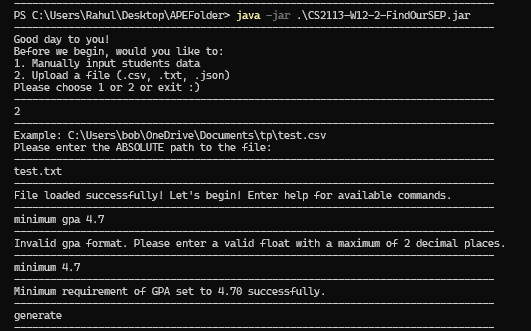 PS C:\Users\Rahul\Desktop\APEFolder> java -jar .\CS2113-W12-2-FindOurSEP.jar
Good day to you!
Before we begin, would you like to:
1. Manually input students data
2. Upload a file (.csv, .txt, .json)
Please choose 1 or 2 or exit :)
2
Example: C:\Users\bob\OneDrive\Documents\tp\test.csv
Please enter the ABSOLUTE path to the file:
test.txt
File loaded successfully! Let's begin! Enter help for available commands.
minimum gpa 4.7
Invalid gpa format. Please enter a valid float with a maximum of 2 decimal places.
minimum 4.7
Minimum requirement of GPA set to 4.70 successfully.
generate